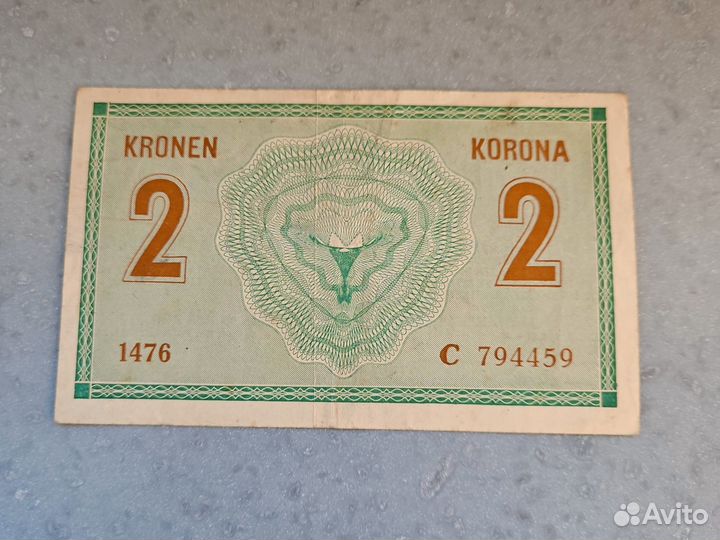 KRONEN KORONA
2 2
1476 C 794459
Avito